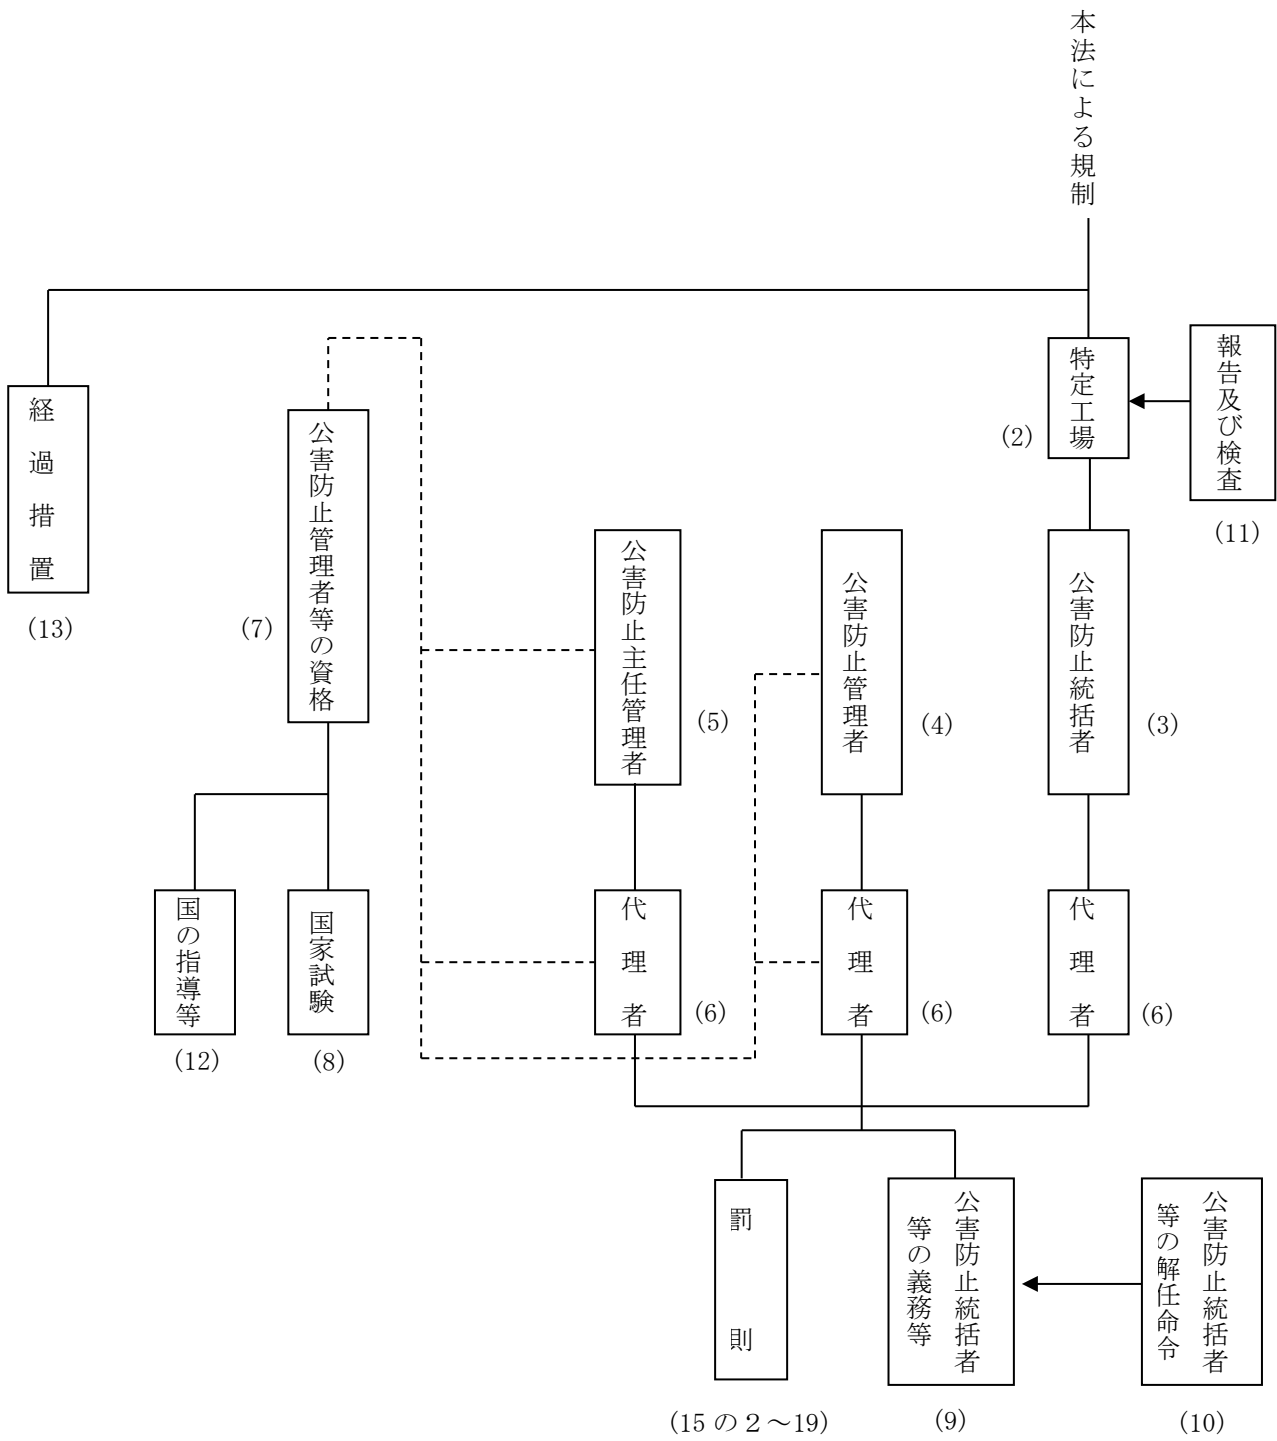 本法による規制
特定工場
(2)
報告及び検査
(11)
公害防止統括者
(3)
代理者
(6)
公害防止管理者
(4)
代理者
(6)
公害防止主任管理者
(5)
代理者
(6)
公害防止管理者等の資格
(7)
国家試験
(8)
国の指導等
(12)
経過措置
(13)
公害防止統括者
等の解任命令
(10)
公害防止統括者
等の義務等
(9)
罰則
(15 の 2～19)